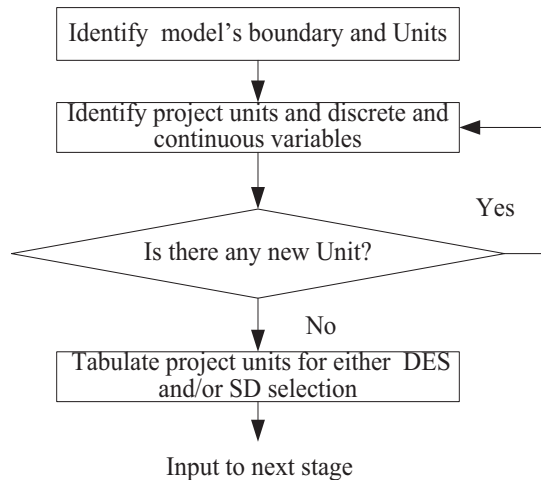 Identify model's boundary and Units
Identify project units and discrete and
continuous variables
Yes
Is there any new Unit?
No
Tabulate project units for either DES
and/or SD selection
Input to next stage